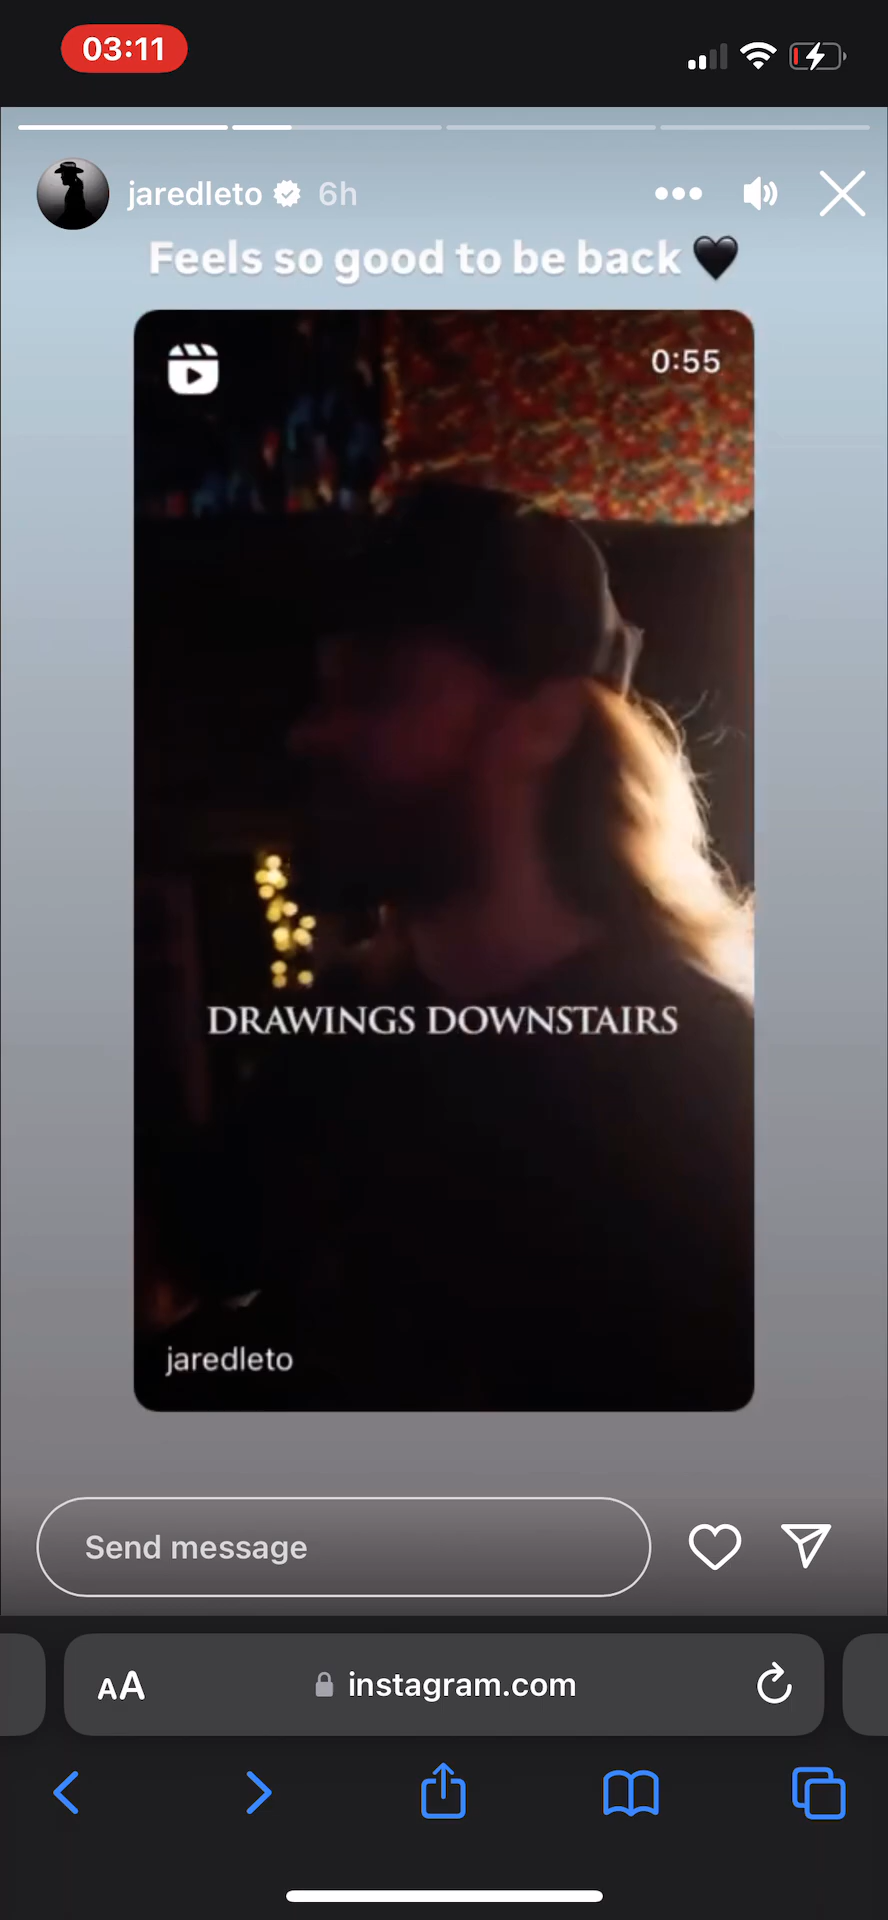 03:11
jaredleto 6h
Feels so good to be back 🖤
0:55
DRAWINGS DOWNSTAIRS
jaredleto
Send message
AA instagram.com